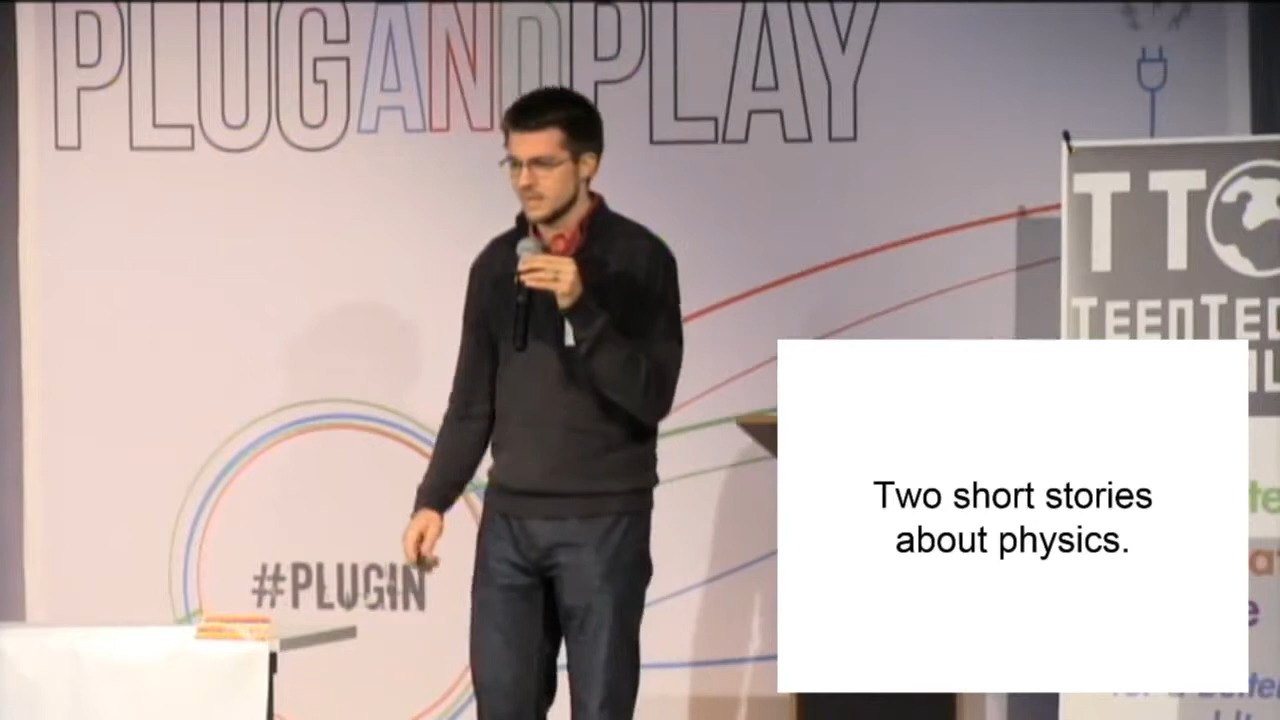 PLUGANDPLAY
TT
TEENTE
#PLUGIN
Two short stories
about physics.